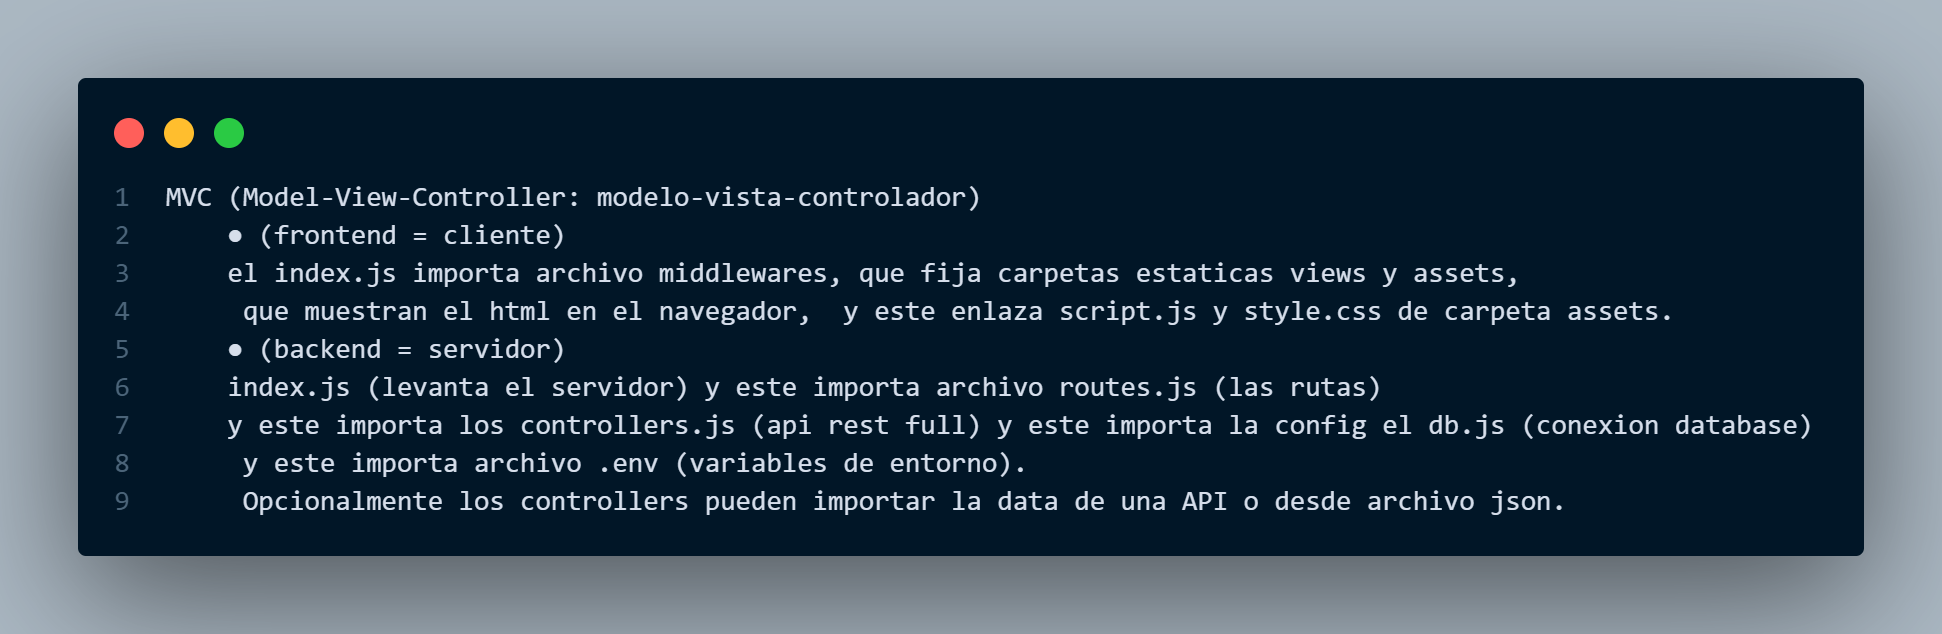 1 MVC (Model-View-Controller: modelo-vista-controlador)
2 ● (frontend = cliente)
3 el index.js importa archivo middlewares, que fija carpetas estaticas views y assets,
4 que muestran el html en el navegador,  y este enlaza script.js y style.css de carpeta assets.
5 ● (backend = servidor)
6 index.js (levanta el servidor) y este importa archivo routes.js (las rutas)
7 y este importa los controllers.js (api rest full) y este importa la config el db.js (conexion database)
8 y este importa archivo .env (variables de entorno).
9 Opcionalmente los controllers pueden importar la data de una API o desde archivo json.